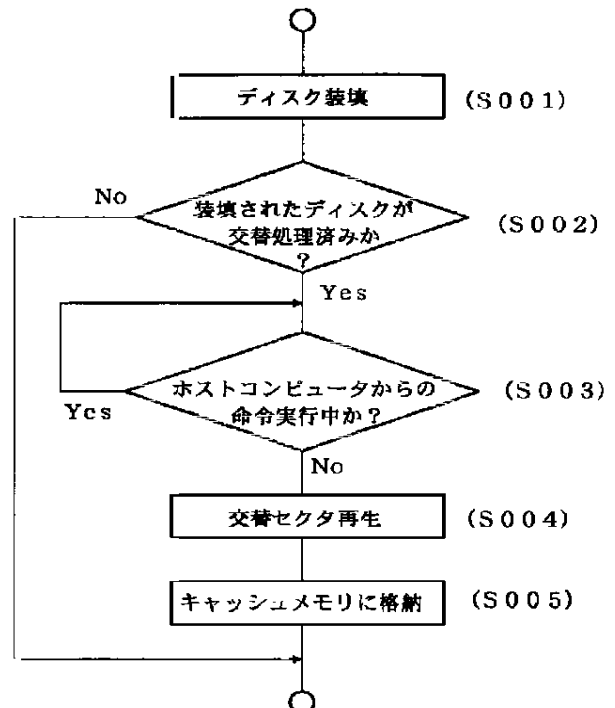 ディスク装填
(S001)
No
装填されたディスクが
交替処理済みか
?
(S002)
Yes
ホストコンピュータからの
命令実行中か?
(S003)
Yes
No
交替セクタ再生
(S004)
キャッシュメモリに格納
(S005)